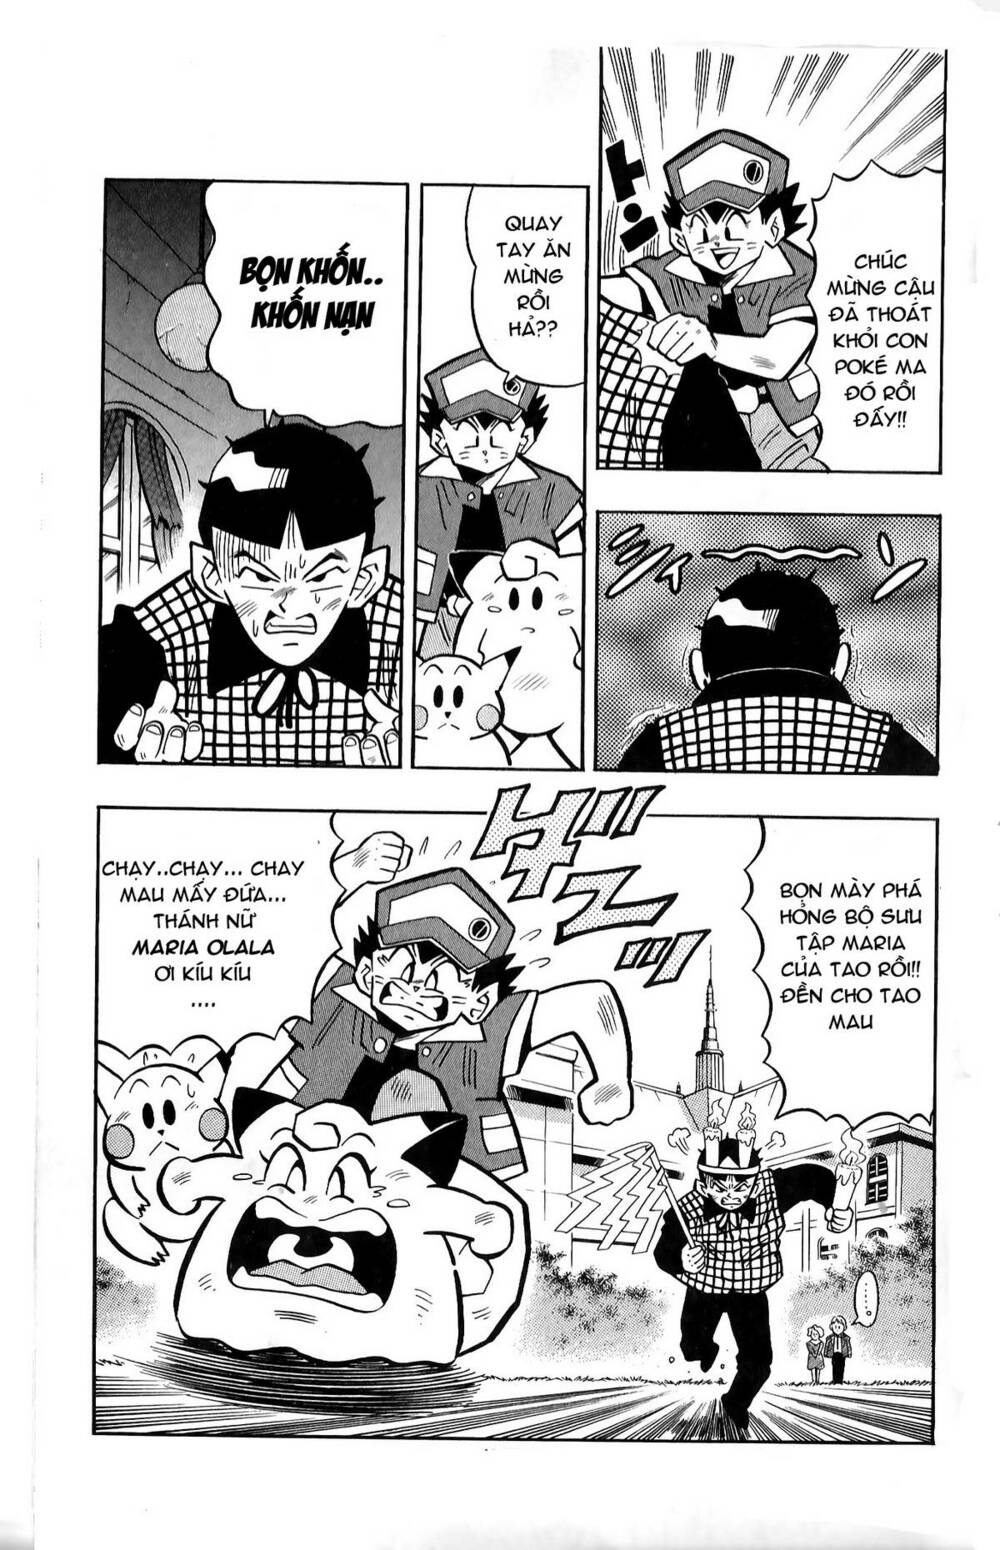 CHÚC
MỪNG CÂU
ĐÃ THOÁT
KHỎI CON
POKÉ MA
ĐÓ RỒI
ĐẤY!!
QUAY
TAY ĂN
MỪNG
RỒI
HẢ??
BỌN KHỐN..
KHỐN NẠN
BỌN MÀY PHÁ
HỎNG BỘ SƯU
TẬP MARIA
CỦA TAO RỒI!!
ĐỀN CHO TAO
MAU
......
CHẠY..CHẠY... CHAY
MAU MẤY ĐỨA...
THÁNH NỮ
MARIA OLALA
ƠI KÍU KÍU
....